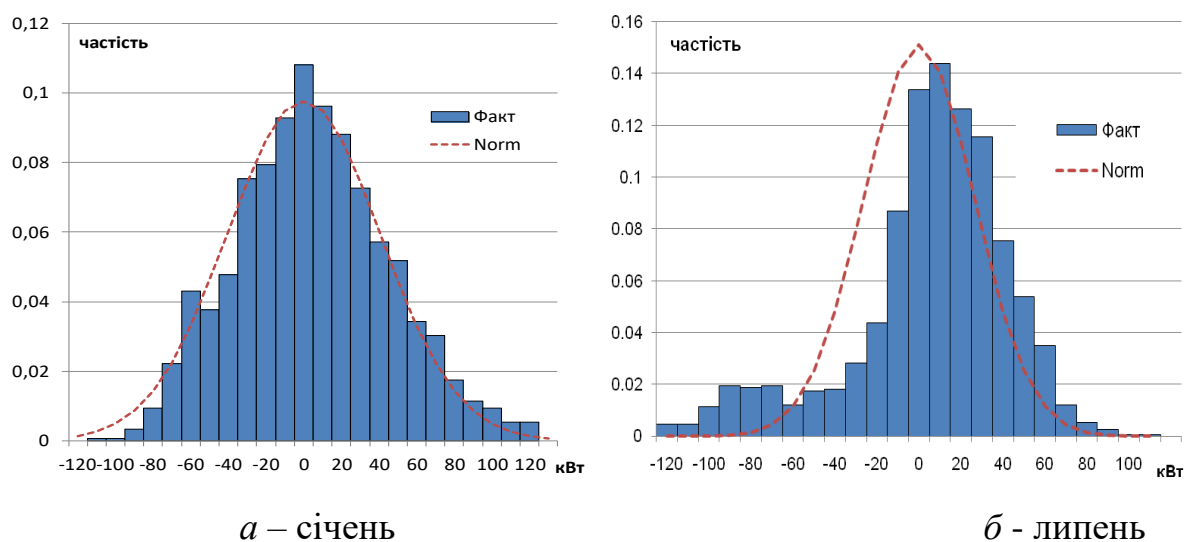 0,12
частість
0,1
0,08
0,06
0,04
0,02
0
Факт
Norm
-120 -100 -80 -60 -40 -20 0 20 40 60 80 100 120 кВт
а – січень
0.16
частість
0.14
0.12
0.1
0.08
0.06
0.04
0.02
0
Факт
Norm
-120 -100 -80 -60 -40 -20 0 20 40 60 80 100 кВт
б - липень